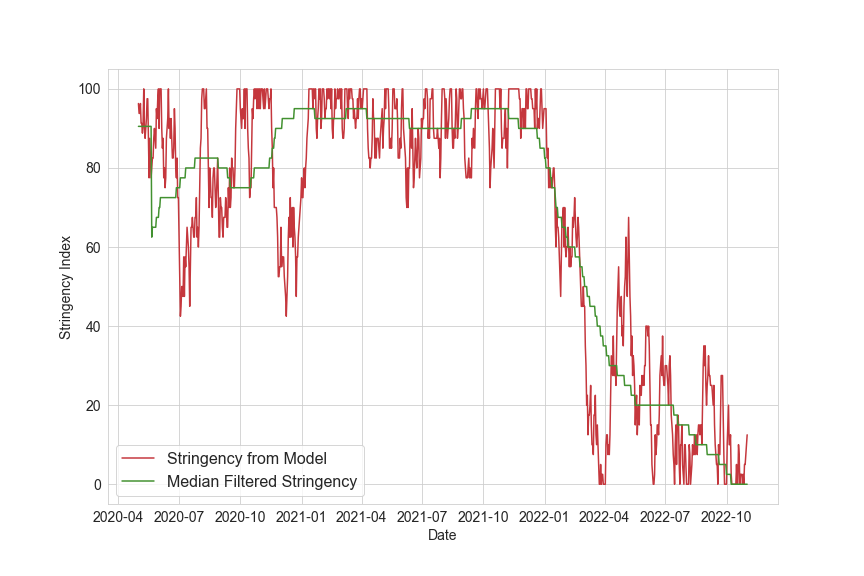 100
80
60
40
20
0
Stringency Index
Stringency from Model
Median Filtered Stringency
2020-04 2020-07 2020-10 2021-01 2021-04 2021-07 2021-10 2022-01 2022-04 2022-07 2022-10
Date